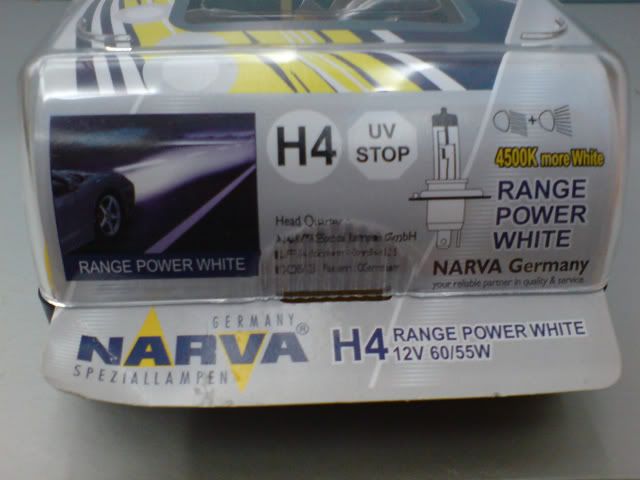 H4
UV
STOP
4500K more White
RANGE
POWER
WHITE
RANGE POWER WHITE
Head Quarter
GmbH
NARVA Germany
your reliable partner in quality & service
GERMANY
NARVA®
SPEZIALLAMPEN
H4 RANGE POWER WHITE
12V 60/55W